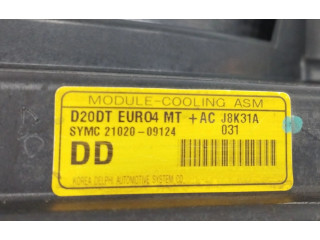 MODULE-COOLING ASM
D20DT EURO4 MT +AC J8K31A
SYMC 21020-09124 031
DD
KOREA DELPHI AUTOMOTIVE SYSTEM CO